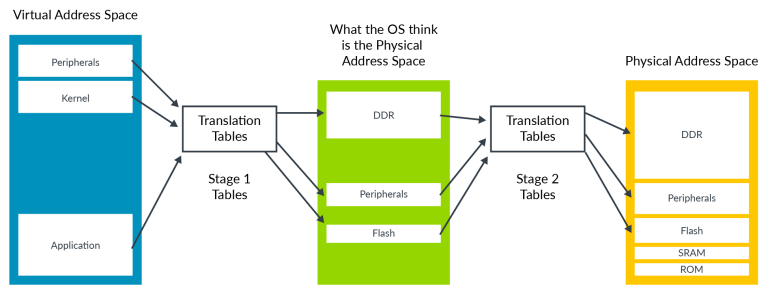 Virtual Address Space
Peripherals
Kernel
Application
Translation
Tables
Stage 1
Tables
What the OS think
is the Physical
Address Space
DDR
Peripherals
Flash
Translation
Tables
Stage 2
Tables
Physical Address Space
DDR
Peripherals
Flash
SRAM
ROM